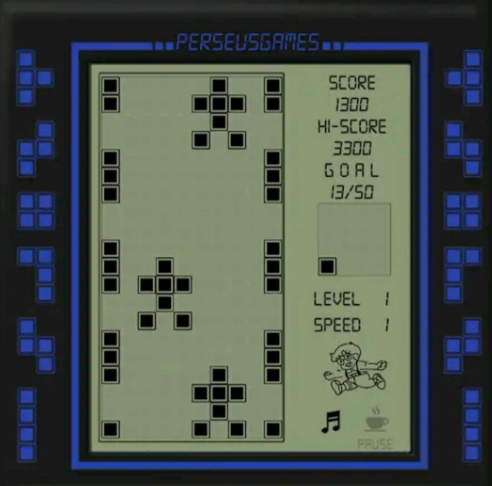 PERSEUSGAMES
SCORE
1300
HI-SCORE
3300
GOAL
13/50
LEVEL 1
SPEED 1
PAUSE